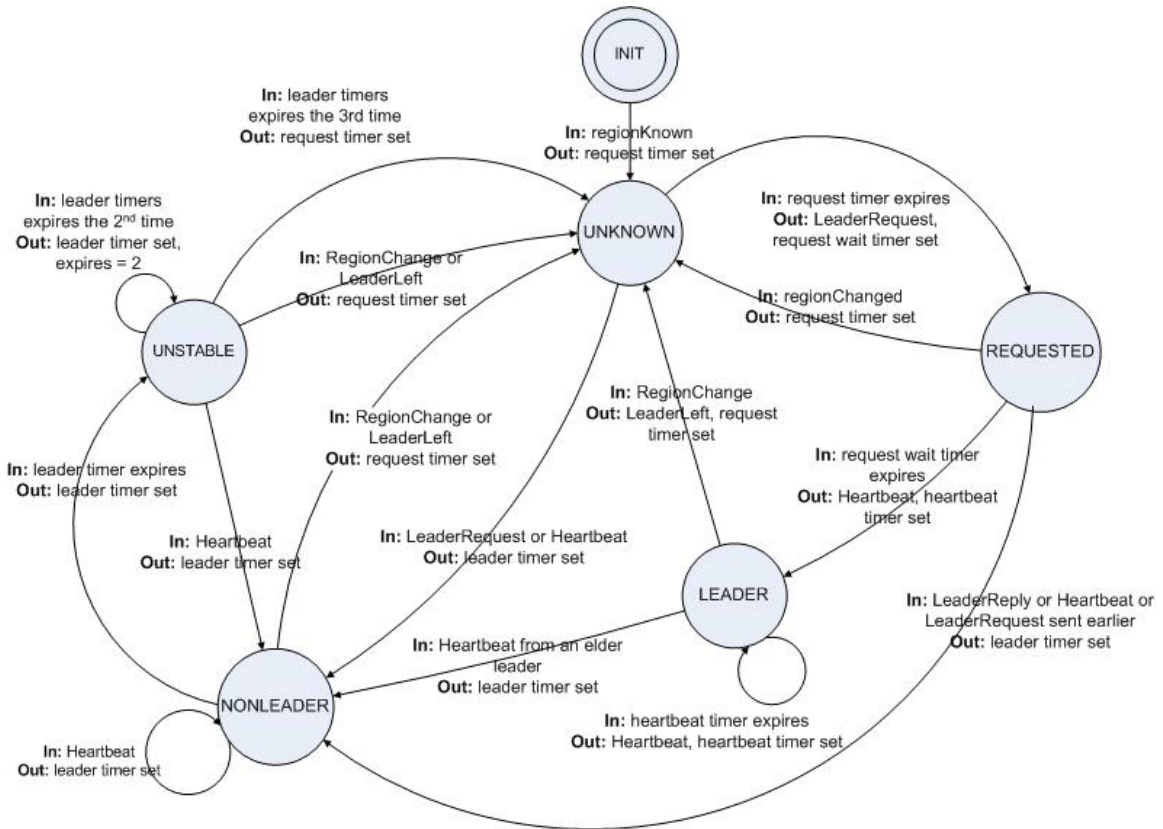 INIT
In: leader timers
expires the 3rd time
Out: request timer set
In: regionKnown
Out: request timer set
In: leader timers
expires the 2nd time
Out: leader timer set,
expires = 2
In: request timer expires
Out: LeaderRequest,
request wait timer set
UNKNOWN
In: RegionChange or
LeaderLeft
Out: request timer set
In: regionChanged
Out: request timer set
UNSTABLE
REQUESTED
In: RegionChange
Out: LeaderLeft, request
timer set
In: RegionChange or
LeaderLeft
Out: request timer set
In: request wait timer
expires
Out: Heartbeat, heartbeat
timer set
In: leader timer expires
Out: leader timer set
In: Heartbeat
Out: leader timer set
In: LeaderRequest or Heartbeat
Out: leader timer set
LEADER
In: LeaderReply or Heartbeat or
LeaderRequest sent earlier
Out: leader timer set
In: Heartbeat from an elder
leader
Out: leader timer set
NONLEADER
In: heartbeat timer expires
Out: Heartbeat, heartbeat timer set
In: Heartbeat
Out: leader timer set